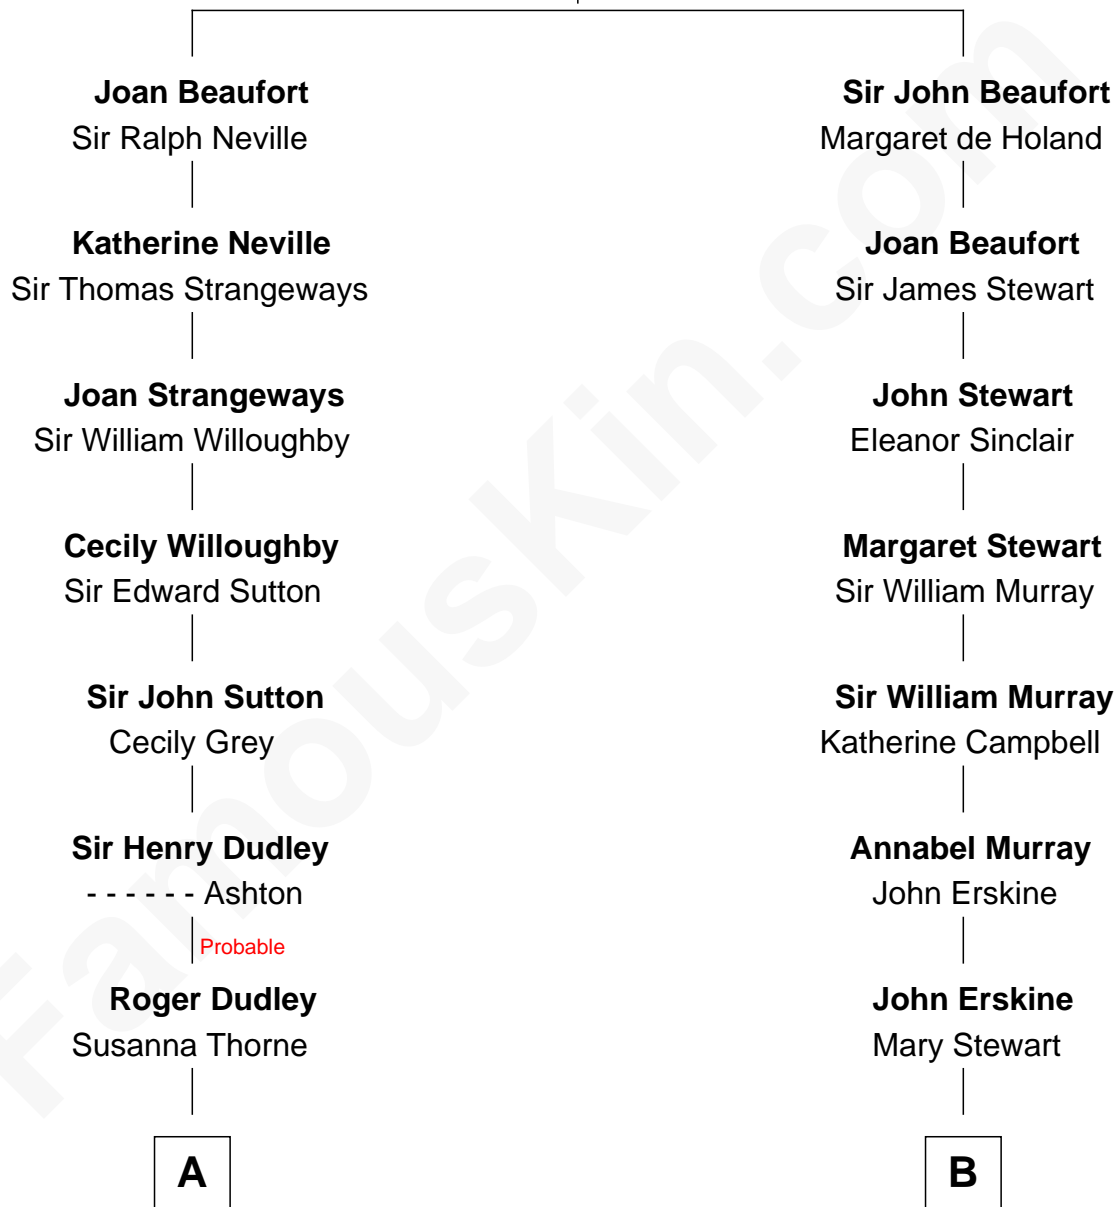 Joan Beaufort
Sir Ralph Neville
Katherine Neville
Sir Thomas Strangeways
Joan Strangeways
Sir William Willoughby
Cecily Willoughby
Sir Edward Sutton
Sir John Sutton
Cecily Grey
Sir Henry Dudley
- - - - - - Ashton
Probable
Roger Dudley
Susanna Thorne
A
Sir John Beaufort
Margaret de Holand
Joan Beaufort
Sir James Stewart
John Stewart
Eleanor Sinclair
Margaret Stewart
Sir William Murray
Sir William Murray
Katherine Campbell
Annabel Murray
John Erskine
John Erskine
Mary Stewart
B
FamousKin.com